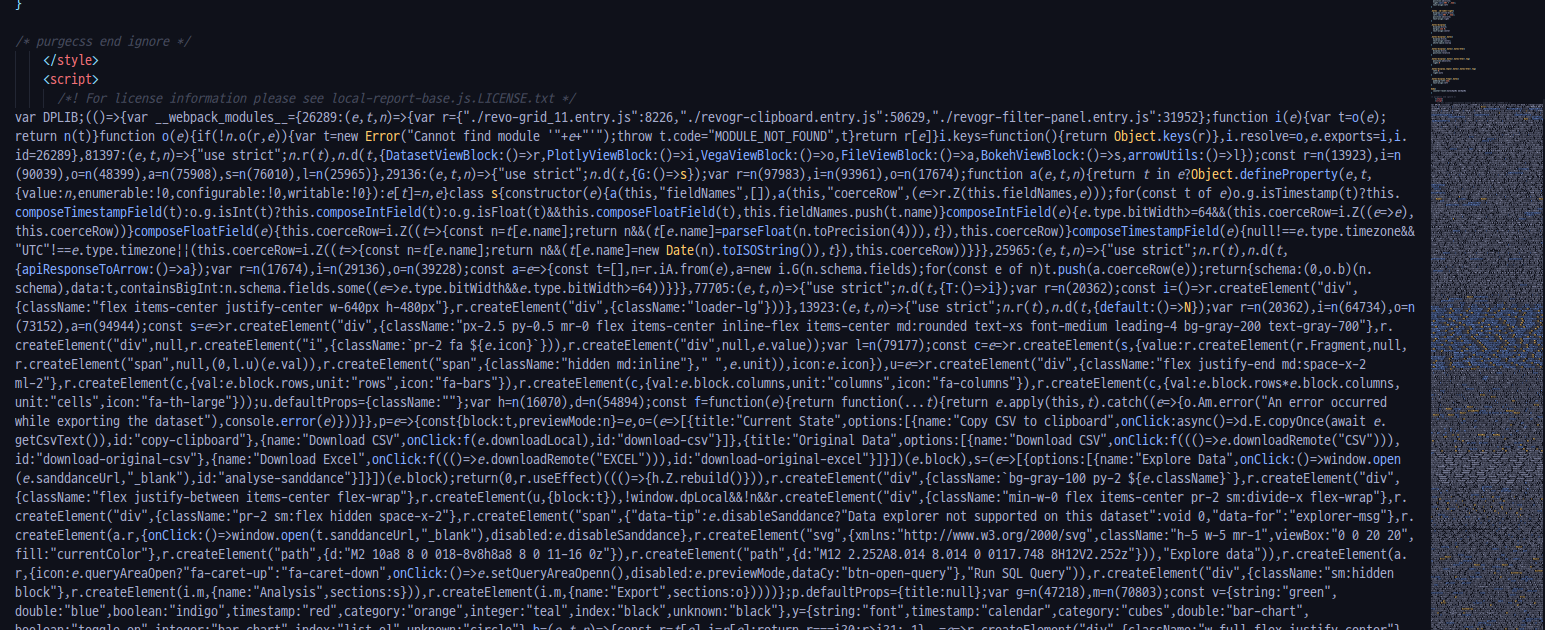 }
/* purgecss end ignore */
</style>
<script>
/*! For license information please see local-report-base.js.LICENSE.txt */
var DPLIB;(()=>{var __webpack_modules__={26289:(e,t,n)=>{var r={"./revo-grid_11.entry.js":8226,"./revogr-clipboard.entry.js":50629,"./revogr-filter-panel.entry.js":31952};function i(e){var t=o(e);
return n(t)}function o(e){if(!n.o(r,e)){var t=new Error("Cannot find module '"+e+"'");throw t.code="MODULE_NOT_FOUND",t}return r[e]}i.keys=function(){return Object.keys(r)},i.resolve=o,e.exports=i,i.
id=26289},81397:(e,t,n)=>{"use strict";n.r(t),n.d(t,{DatasetViewBlock:()=>r,PlotlyViewBlock:()=>i,VegaViewBlock:()=>o,FileViewBlock:()=>a,BokehViewBlock:()=>s,arrowUtils:()=>l});const r=n(13923),i=n
(90039),o=n(48399),a=n(75908),s=n(76010),l=n(25965)},29136:(e,t,n)=>{"use strict";n.d(t,{G:()=>s});var r=n(97983),i=n(93961),o=n(17674);function a(e,t,n){return t in e?Object.defineProperty(e,t,
{value:n,enumerable:!0,configurable:!0,writable:!0}):e[t]=n,e}class s{constructor(e){a(this,"fieldNames",[]),a(this,"coerceRow",(e=>r.Z(this.fieldNames,e)));for(const t of e)o.g.isTimestamp(t)?this.
composeTimestampField(t):o.g.isInt(t)?this.composeIntField(t):o.g.isFloat(t)&&this.composeFloatField(t),this.fieldNames.push(t.name)}composeIntField(e){e.type.bitWidth>=64&&(this.coerceRow=i.Z((e=>e),
this.coerceRow))}composeFloatField(e){this.coerceRow=i.Z((t=>{const n=t[e.name];return n&&(t[e.name]=parseFloat(n.toPrecision(4))),t}),this.coerceRow)}composeTimestampField(e){null!==e.type.timezone&&
"UTC"!==e.type.timezone||(this.coerceRow=i.Z((t=>{const n=t[e.name];return n&&(t[e.name]=new Date(n).toISOString()),t}),this.coerceRow))}}},25965:(e,t,n)=>{"use strict";n.r(t),n.d(t,
{apiResponseToArrow:()=>a});var r=n(17674),i=n(29136),o=n(39228);const a=e=>{const t=[],n=r.iA.from(e),a=new i.G(n.schema.fields);for(const e of n)t.push(a.coerceRow(e));return{schema:(0,o.b)(n.
schema),data:t,containsBigInt:n.schema.fields.some((e=>e.type.bitWidth&&e.type.bitWidth>=64))}}},77705:(e,t,n)=>{"use strict";n.d(t,{T:()=>i});var r=n(20362);const i=()=>r.createElement("div",
{className:"flex items-center justify-center w-640px h-480px"},r.createElement("div",{className:"loader-lg"}))},13923:(e,t,n)=>{"use strict";n.r(t),n.d(t,{default:()=>N});var r=n(20362),i=n(64734),o=n
(73152),a=n(94944);const s=e=>r.createElement("div",{className:"px-2.5 py-0.5 mr-0 flex items-center inline-flex items-center md:rounded text-xs font-medium leading-4 bg-gray-200 text-gray-700"},r.
createElement("div",null,r.createElement("i",{className:`pr-2 fa ${e.icon}`})),r.createElement("div",null,e.value));var l=n(79177);const c=e=>r.createElement(s,{value:r.createElement(r.Fragment,null,
r.createElement("span",null,(0,l.u)(e.val)),r.createElement("span",{className:"hidden md:inline"}," ",e.unit)),icon:e.icon}),u=e=>r.createElement("div",{className:"flex justify-end md:space-x-2
ml-2"},r.createElement(c,{val:e.block.rows,unit:"rows",icon:"fa-bars"}),r.createElement(c,{val:e.block.columns,unit:"columns",icon:"fa-columns"}),r.createElement(c,{val:e.block.rows*e.block.columns,
unit:"cells",icon:"fa-th-large"}));u.defaultProps={className:""};var h=n(16070),d=n(54894);const f=function(e){return function(...t){return e.apply(this,t).catch((e=>{o.Am.error("An error occurred
while exporting the dataset"),console.error(e)}))}},p=e=>{const{block:t,previewMode:n}=e,o=(e=>[{title:"Current State",options:[{name:"Copy CSV to clipboard",onClick:async()=>d.E.copyOnce(await e.
getCsvText()),id:"copy-clipboard"},{name:"Download CSV",onClick:f(e.downloadLocal),id:"download-csv"}]},{title:"Original Data",options:[{name:"Download CSV",onClick:f((()=>e.downloadRemote("CSV"))),
id:"download-original-csv"},{name:"Download Excel",onClick:f((()=>e.downloadRemote("EXCEL"))),id:"download-original-excel"}]}])(e.block),s=(e=>[{options:[{name:"Explore Data",onClick:()=>window.open
(e.sanddanceUrl,"_blank"),id:"analyse-sanddance"}]}])(e.block);return(0,r.useEffect)((()=>{h.Z.rebuild()})),r.createElement("div",{className:`bg-gray-100 py-2 ${e.className}`},r.createElement("div",
{className:"flex justify-between items-center flex-wrap"},r.createElement(u,{block:t}),!window.dpLocal&&!n&&r.createElement("div",{className:"min-w-0 flex items-center pr-2 sm:divide-x flex-wrap"},r.
createElement("div",{className:"pr-2 sm:flex hidden space-x-2"},r.createElement("span",{"data-tip":e.disableSanddance?"Data explorer not supported on this dataset":void 0,"data-for":"explorer-msg"},r.
createElement(a.r,{onClick:()=>window.open(t.sanddanceUrl,"_blank"),disabled:e.disableSanddance},r.createElement("svg",{xmlns:"http://www.w3.org/2000/svg",className:"h-5 w-5 mr-1",viewBox:"0 0 20 20",
fill:"currentColor"},r.createElement("path",{d:"M2 10a8 8 0 018-8v8h8a8 8 0 11-16 0z"}),r.createElement("path",{d:"M12 2.252A8.014 8.014 0 0117.748 8H12V2.252z"})),"Explore data")),r.createElement(a.
r,{icon:e.queryAreaOpen?"fa-caret-up":"fa-caret-down",onClick:()=>e.setQueryAreaOpenn(),disabled:e.previewMode,dataCy:"btn-open-query"},"Run SQL Query")),r.createElement("div",{className:"sm:hidden
block"},r.createElement(i.m,{name:"Analysis",sections:s})),r.createElement(i.m,{name:"Export",sections:o}))))};p.defaultProps={title:null};var g=n(47218),m=n(70803);const v={string:"green",
double:"blue",boolean:"indigo",timestamp:"red",category:"orange",integer:"teal",index:"black",unknown:"black"},y={string:"font",timestamp:"calendar",category:"cubes",double:"bar-chart",